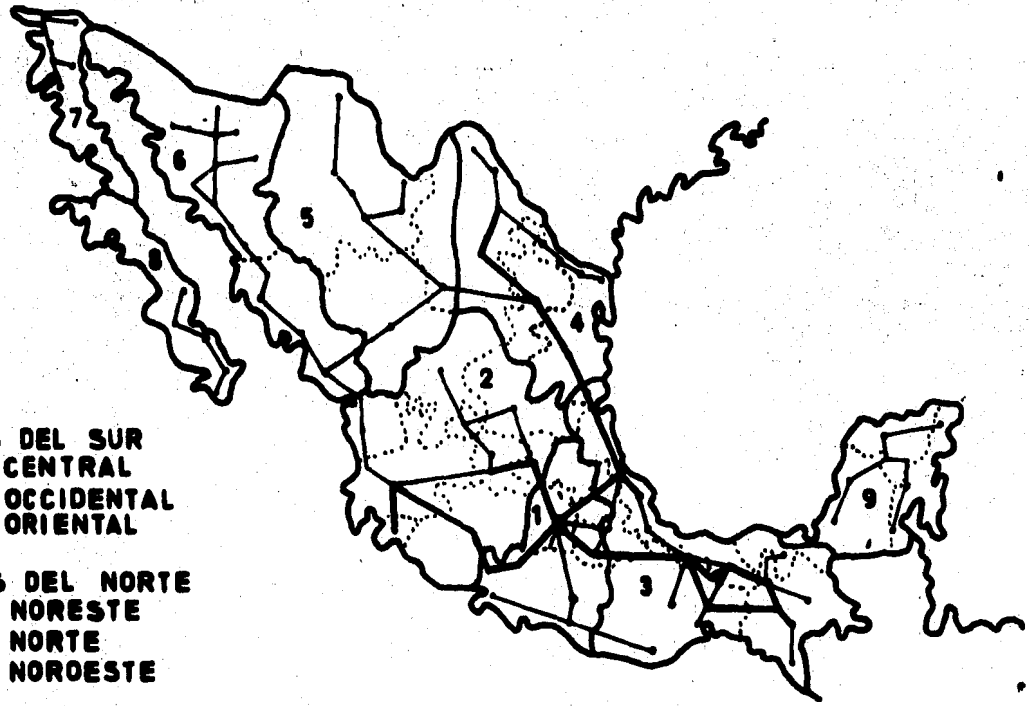 7
6
5
8
4
2
DEL SUR
CENTRAL
OCCIDENTAL
ORIENTAL
9
1
3
DEL NORTE
NORESTE
NORTE
NOROESTE